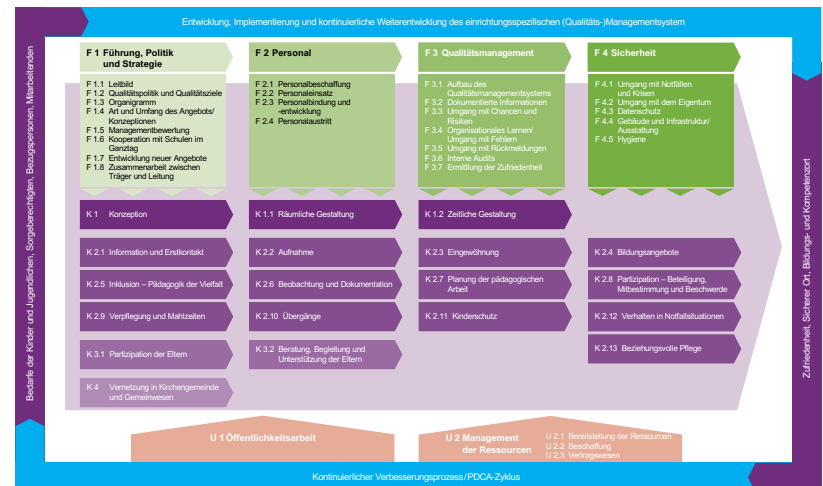 Entwicklung, Implementierung und kontinuierliche Weiterentwicklung des einrichtungsspezifischen (Qualitäts-)Managementsystem
Bedarfe der Kinder und Jugendlichen, Sorgeberechtigten, Bezugspersonen, Mitarbeitenden
F 1 Führung, Politik
und Strategie
F 1.1 Leitbild
F 1.2 Qualitätspolitik und Qualitätsziele
F 1.3 Organigramm
F 1.4 Art und Umfang des Angebots/
Konzeptionen
F 1.5 Managementbewertung
F 1.6 Kooperation mit Schulen im
Ganztag
F 1.7 Entwicklung neuer Angebote
F 1.8 Zusammenarbeit zwischen
Träger und Leitung
F 2 Personal
F 2.1 Personalbeschaffung
F 2.2 Personaleinsatz
F 2.3 Personalbindung und
-entwicklung
F 2.4 Personalaustritt
F 3 Qualitätsmanagement
F 3.1 Aufbau des
Qualitätsmanagementsystems
F 3.2 Dokumentierte Informationen
F 3.3 Umgang mit Chancen und
Risiken
F 3.4 Organisationales Lernen/
Umgang mit Fehlern
F 3.5 Umgang mit Rückmeldungen
F 3.6 Interne Audits
F 3.7 Ermittlung der Zufriedenheit
F 4 Sicherheit
F 4.1 Umgang mit Notfällen
und Krisen
F 4.2 Umgang mit dem Eigentum
F 4.3 Datenschutz
F 4.4 Gebäude und Infrastruktur/
Ausstattung
F 4.5 Hygiene
K 1 Konzeption
K 1.1 Räumliche Gestaltung
K 1.2 Zeitliche Gestaltung
K 2.1 Information und Erstkontakt
K 2.2 Aufnahme
K 2.3 Eingewöhnung
K 2.4 Bildungsangebote
K 2.5 Inklusion – Pädagogik der Vielfalt
K 2.6 Beobachtung und Dokumentation
K 2.7 Planung der pädagogischen
Arbeit
K 2.8 Partizipation – Beteiligung,
Mitbestimmung und Beschwerde
K 2.9 Verpflegung und Mahlzeiten
K 2.10 Übergänge
K 2.11 Kinderschutz
K 2.12 Verhalten in Notfallsituationen
K 3.1 Partizipation der Eltern
K 3.2 Beratung, Begleitung und
Unterstützung der Eltern
K 2.13 Beziehungsvolle Pflege
K 4 Vernetzung in Kirchengemeinde
und Gemeinwesen
U 1 Öffentlichkeitsarbeit
U 2 Management
der Ressourcen
U 2.1 Bereitstellung der Ressourcen
U 2.2 Beschaffung
U 2.3 Vertragswesen
Zufriedenheit, Sicherer Ort, Bildungs- und Kompetenzort
Kontinuierlicher Verbesserungsprozess/PDCA-Zyklus